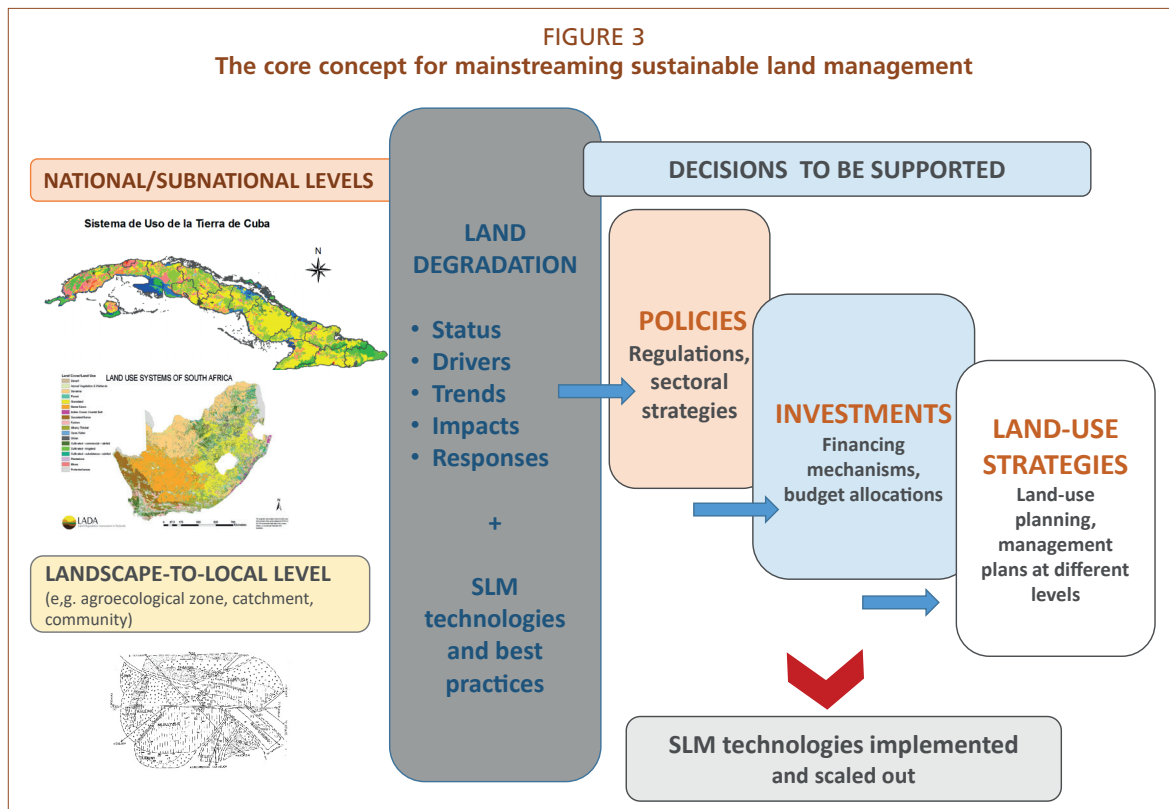 FIGURE 3
The core concept for mainstreaming sustainable land management
NATIONAL/SUBNATIONAL LEVELS
Sistema de Uso de la Tierra de Cuba
N
LAND USE SYSTEMS OF SOUTH AFRICA
Land Cover/Land Use
LADA
LANDSCAPE-TO-LOCAL LEVEL
(e.g. agroecological zone, catchment,
community)
LAND
DEGRADATION
• Status
• Drivers
• Trends
• Impacts
• Responses
+
SLM
technologies
and best
practices
DECISIONS TO BE SUPPORTED
POLICIES
Regulations,
sectoral
strategies
INVESTMENTS
Financing
mechanisms,
budget allocations
LAND-USE
STRATEGIES
Land-use
planning,
management
plans at different
levels
SLM technologies implemented
and scaled out